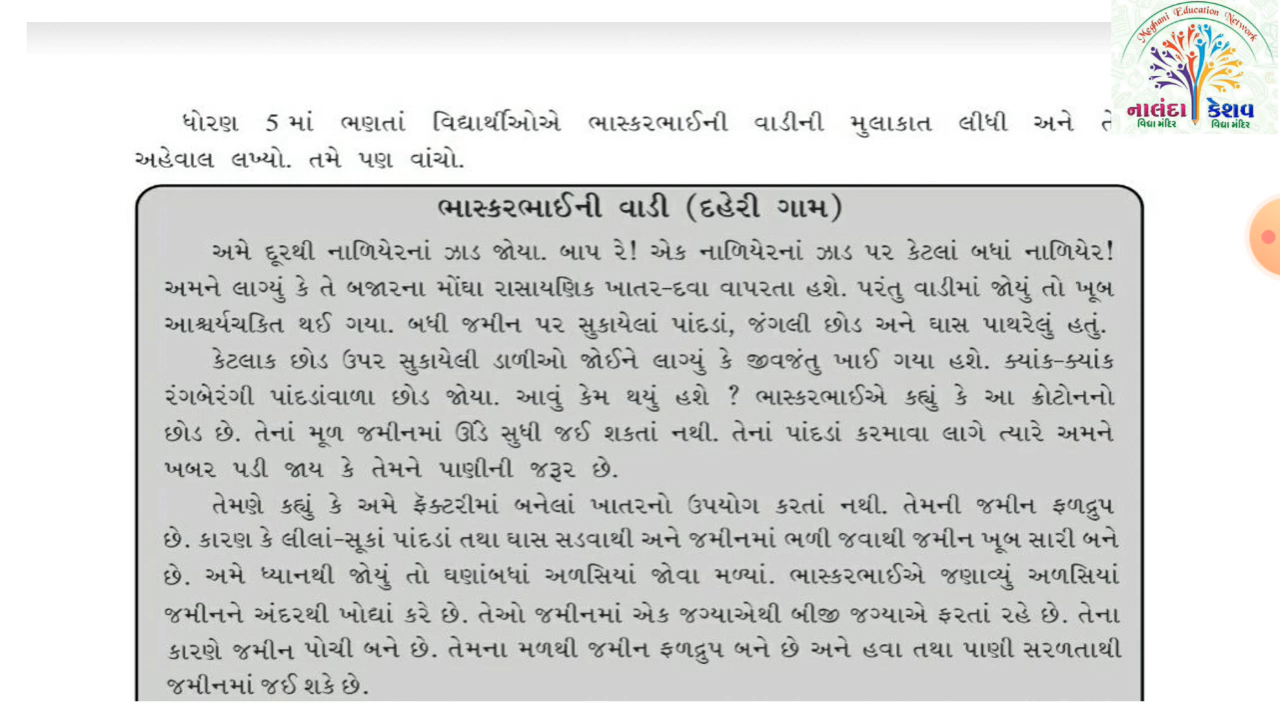 Meghani Education Network
નાલંદા કેશવ
વિદ્યા મંદિર વિદ્યા મંદિર
ધોરણ 5 માં ભણતાં વિદ્યાર્થીઓએ ભાસ્કરભાઈની વાડીની મુલાકાત લીધી અને
અહેવાલ લખ્યો. તમે પણ વાંચો.
ભાસ્કરભાઈની વાડી (દહેરી ગામ)
અમે દૂરથી નાળિયેરનાં ઝાડ જોયા. બાપ રે! એક નાળિયેરનાં ઝાડ પર કેટલાં બધાં નાળિયેર!
અમને લાગ્યું કે તે બજારના મોંઘા રાસાયણિક ખાતર-દવા વાપરતા હશે. પરંતુ વાડીમાં જોયું તો ખૂબ
આશ્ચર્યચકિત થઈ ગયા. બધી જમીન પર સુકાયેલાં પાંદડાં, જંગલી છોડ અને ઘાસ પાથરેલું હતું.
કેટલાક છોડ ઉપર સુકાયેલી ડાળીઓ જોઈને લાગ્યું કે જીવજંતુ ખાઈ ગયા હશે. ક્યાંક-ક્યાંક
રંગબેરંગી પાંદડાંવાળા છોડ જોયા. આવું કેમ થયું હશે ? ભાસ્કરભાઈએ કહ્યું કે આ ક્રોટોનનો
છોડ છે. તેનાં મૂળ જમીનમાં ઊંડે સુધી જઈ શકતાં નથી. તેનાં પાંદડાં કરમાવા લાગે ત્યારે અમને
ખબર પડી જાય કે તેમને પાણીની જરૂર છે.
તેમણે કહ્યું કે અમે ફૅક્ટરીમાં બનેલાં ખાતરનો ઉપયોગ કરતાં નથી. તેમની જમીન ફળદ્રુપ
છે. કારણ કે લીલાં-સૂકાં પાંદડાં તથા ઘાસ સડવાથી અને જમીનમાં ભળી જવાથી જમીન ખૂબ સારી બને
છે. અમે ધ્યાનથી જોયું તો ઘણાંબધાં અળસિયાં જોવા મળ્યાં. ભાસ્કરભાઈએ જણાવ્યું અળસિયાં
જમીનને અંદરથી ખોદ્યાં કરે છે. તેઓ જમીનમાં એક જગ્યાએથી બીજી જગ્યાએ ફરતાં રહે છે. તેના
કારણે જમીન પોચી બને છે. તેમના મળથી જમીન ફળદ્રુપ બને છે અને હવા તથા પાણી સરળતાથી
જમીનમાં જઈ શકે છે.